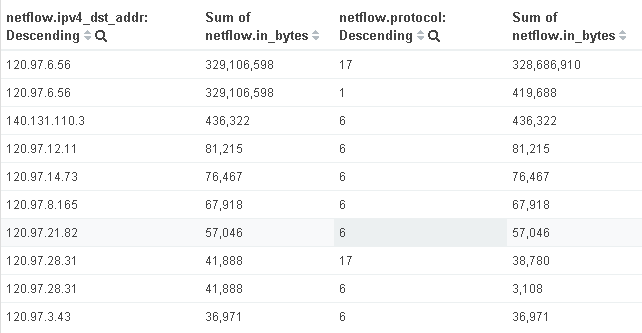 netflow.ipv4_dst_addr: Sum of netflow.protocol: Sum of
Descending netflow.in_bytes Descending netflow.in_bytes
120.97.6.56 329,106,598 17 328,686,910
120.97.6.56 329,106,598 1 419,688
140.131.110.3 436,322 6 436,322
120.97.12.11 81,215 6 81,215
120.97.14.73 76,467 6 76,467
120.97.8.165 67,918 6 67,918
120.97.21.82 57,046 6 57,046
120.97.28.31 41,888 17 38,780
120.97.28.31 41,888 6 3,108
120.97.3.43 36,971 6 36,971